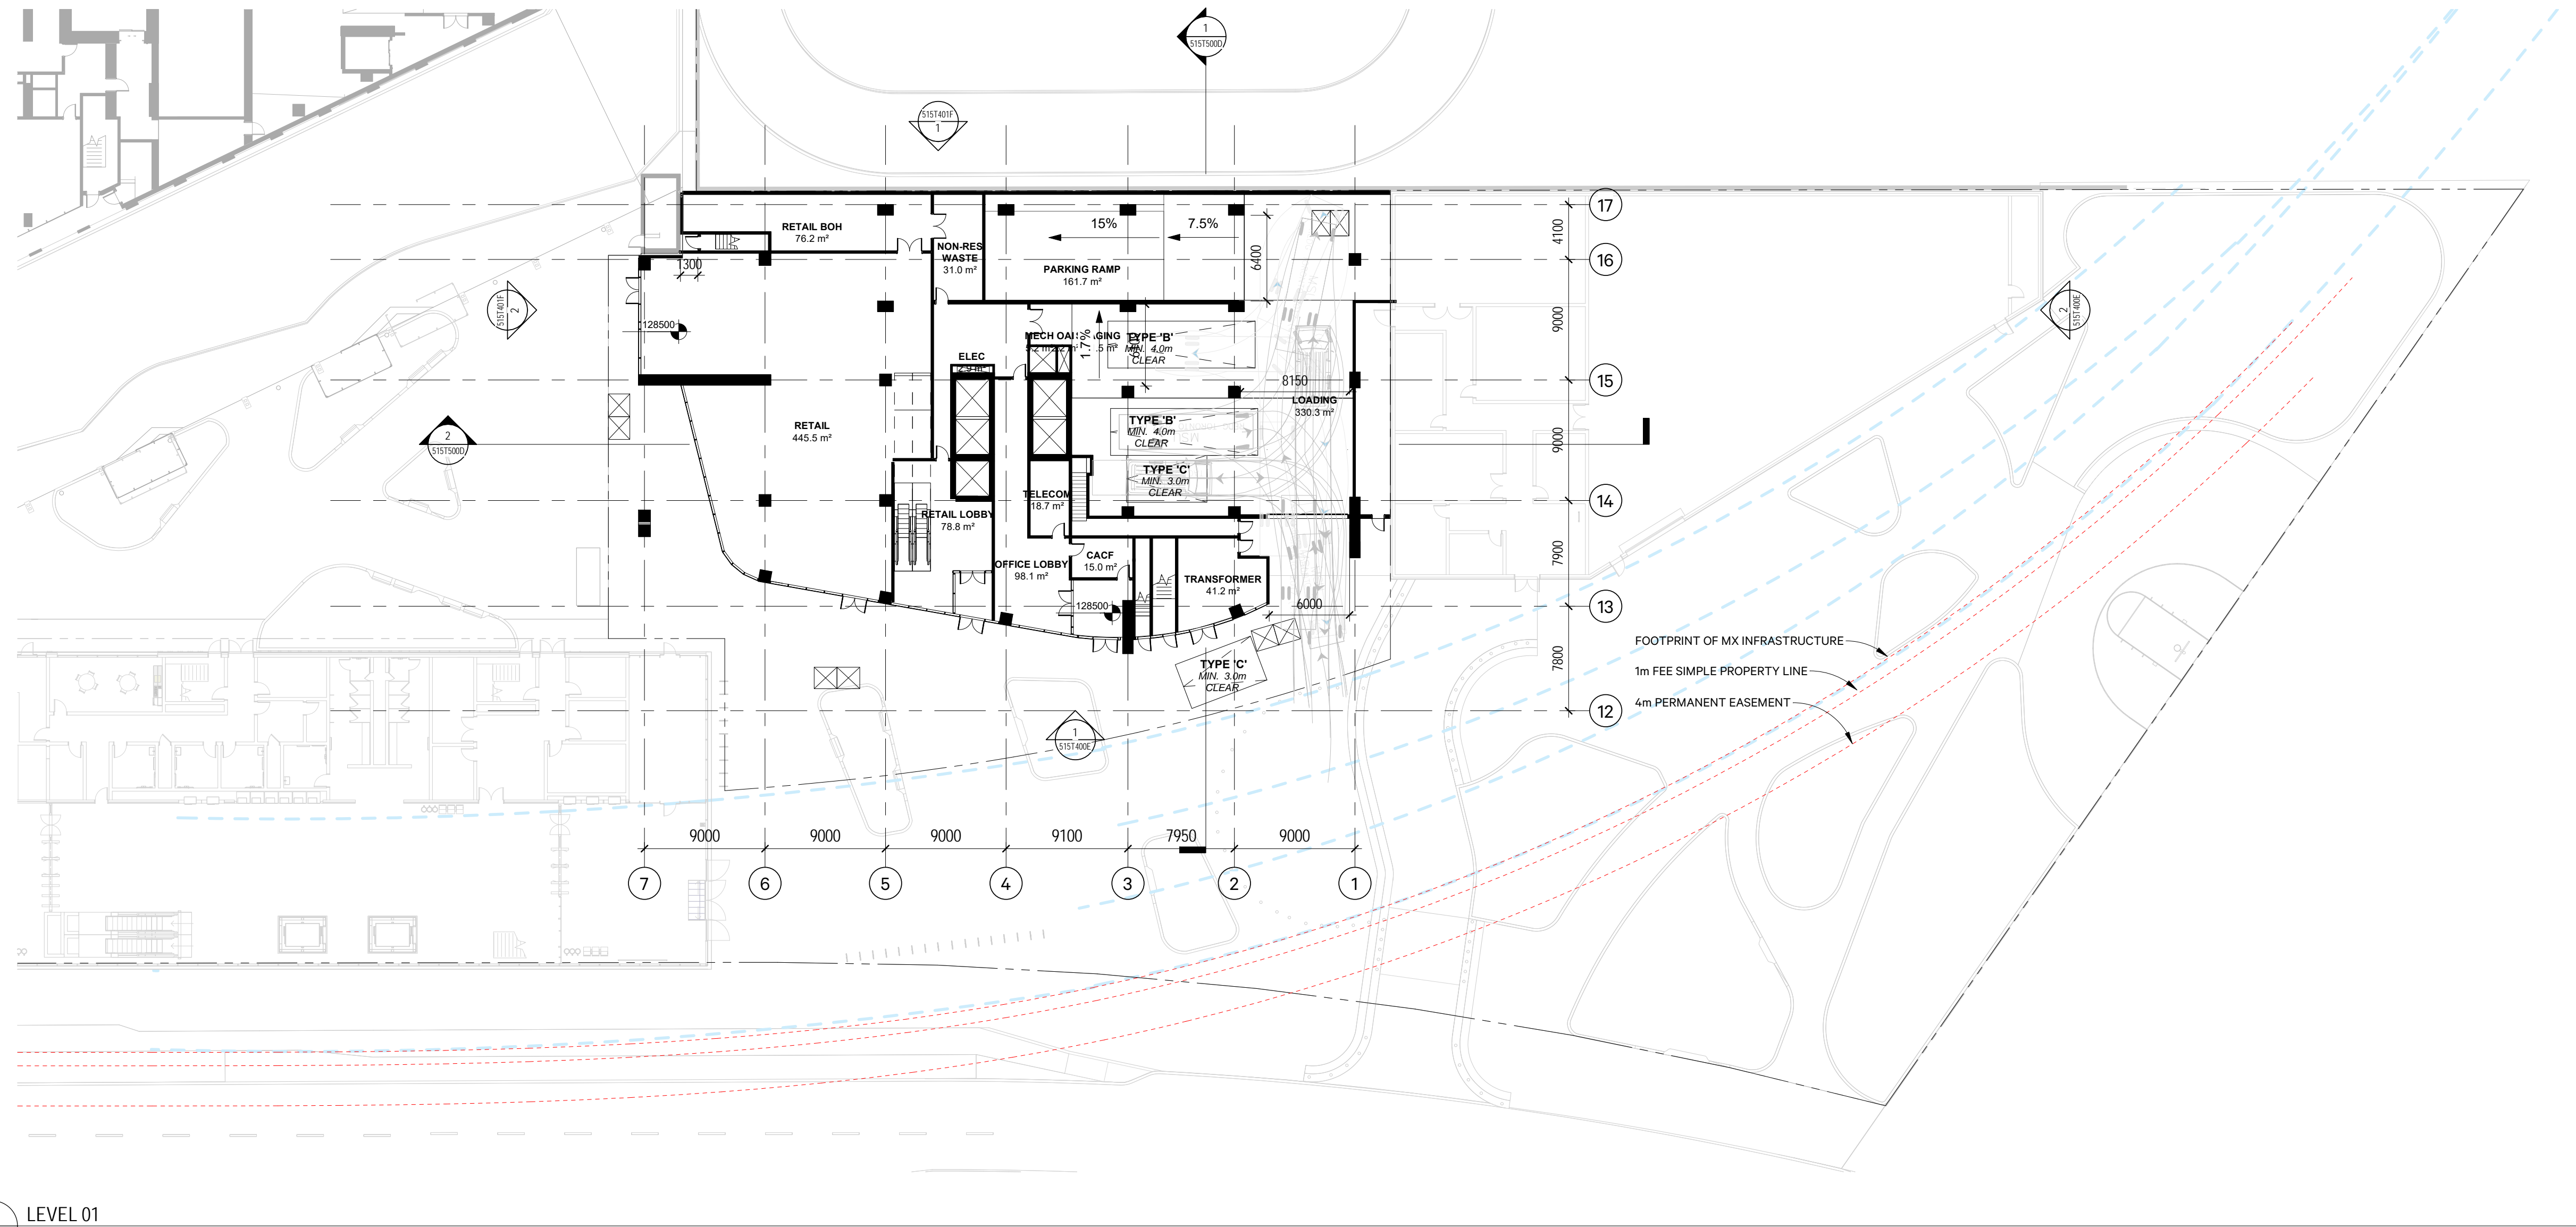 1
515T500D
515T401F
1
17
RETAIL BOH
76.2 m²
15%
7.5%
4100
NON-RES
WASTE
31.0 m²
6400
16
1300
PARKING RAMP
161.7 m²
515T401F
2
2
515T400E
128500
9000
1.7%
TYPE 'B'
MIN. 4.0m
CLEAR
ELEC
15
8150
LOADING
330.3 m²
RETAIL
445.5 m²
TYPE 'B'
MIN. 4.0m
CLEAR
2
515T500D
9000
TYPE 'C'
MIN. 3.0m
CLEAR
TELECOM
18.7 m²
14
RETAIL LOBBY
78.8 m²
7900
CACF
15.0 m²
OFFICE LOBBY
98.1 m²
TRANSFORMER
41.2 m²
128500
6000
13
FOOTPRINT OF MX INFRASTRUCTURE
1m FEE SIMPLE PROPERTY LINE
4m PERMANENT EASEMENT
7800
TYPE 'C'
MIN. 3.0m
CLEAR
12
1
515T400E
9000
9000
9000
9100
7950
9000
7
6
5
4
3
2
1
LEVEL 01